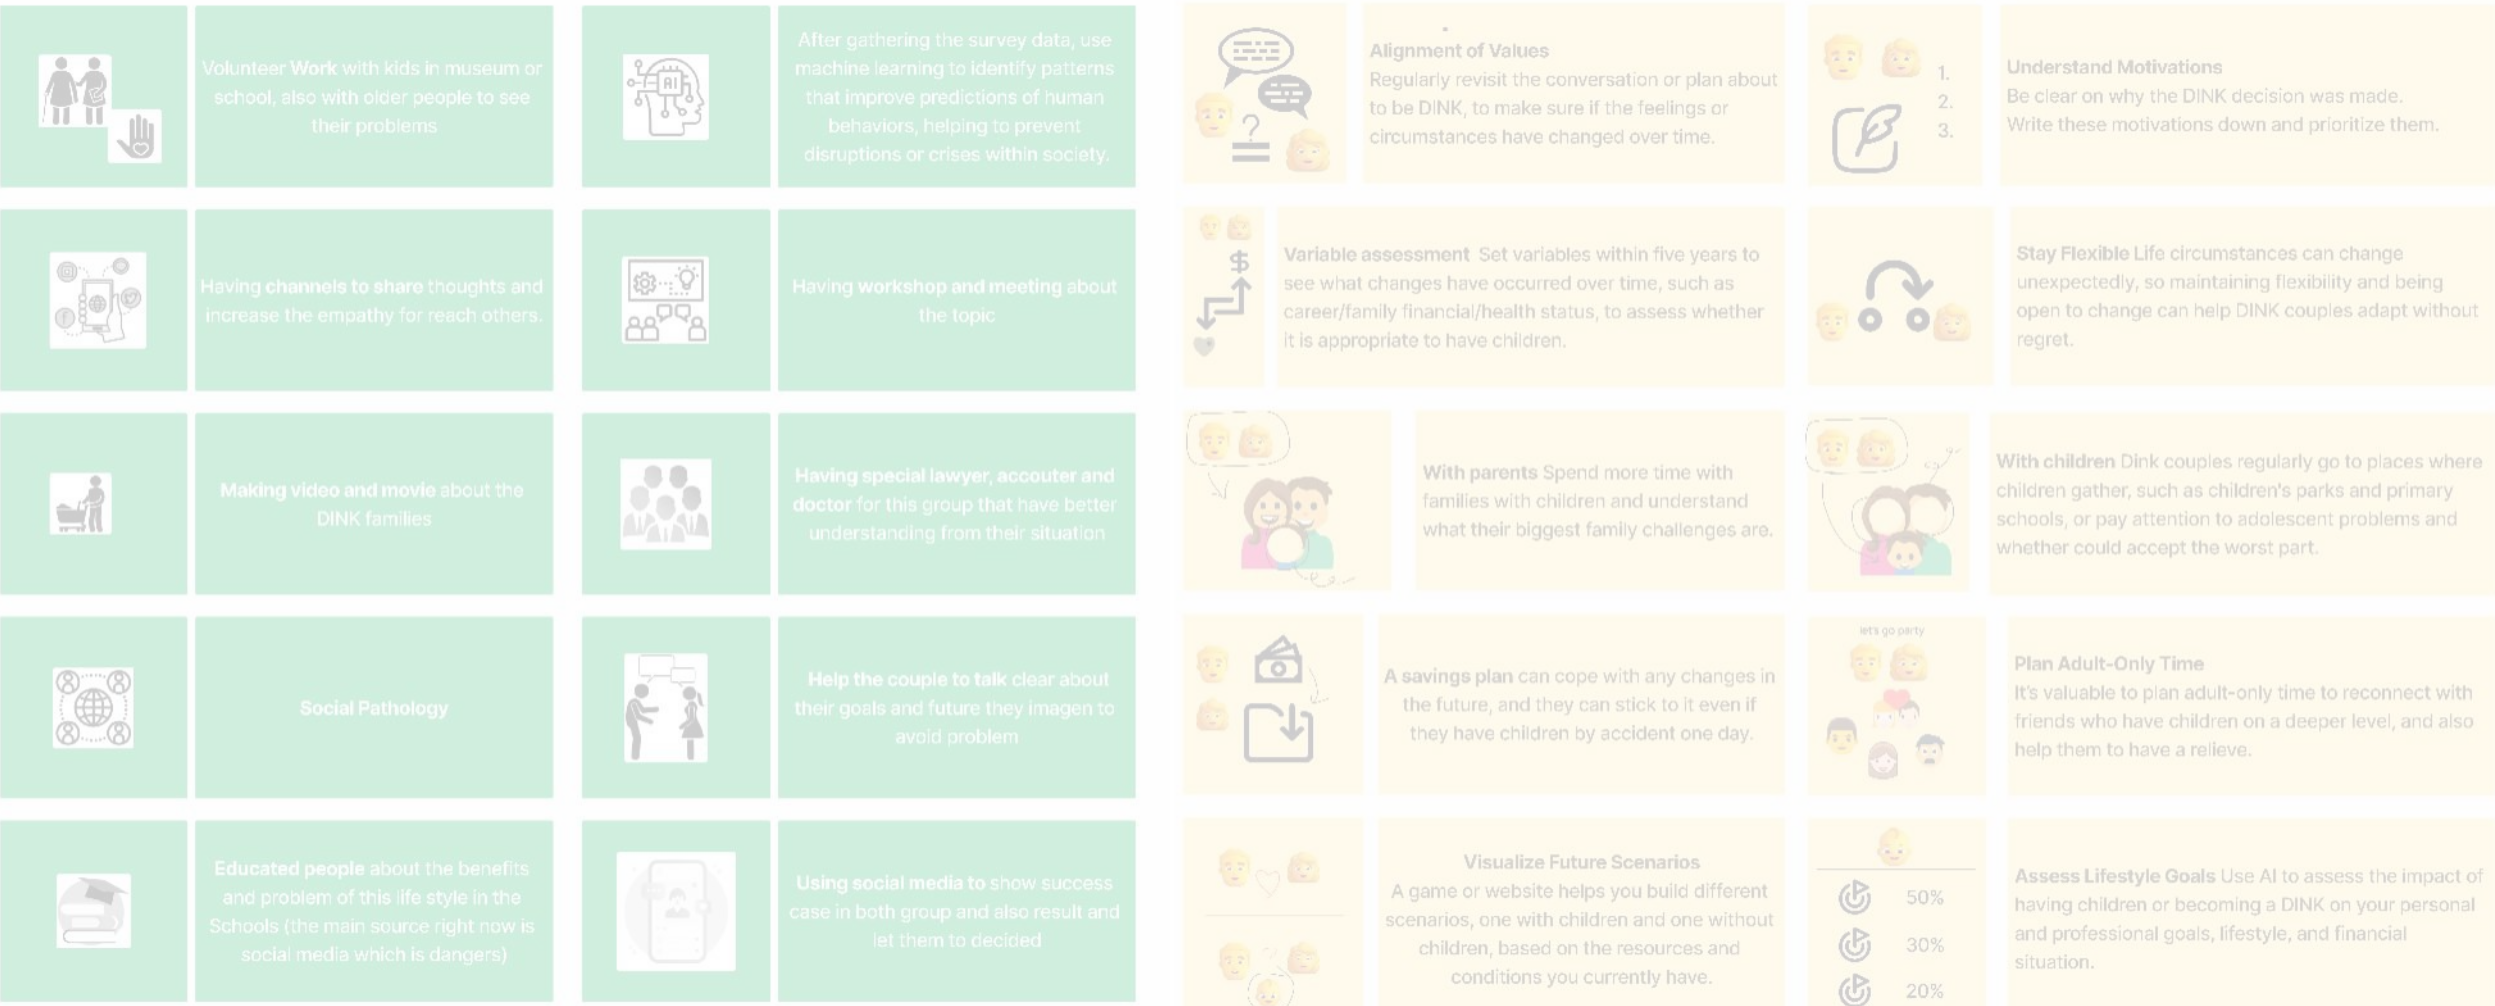 Volunteer Work with kids in museum or
school, also with older people to see
their problems
AI
After gathering the survey data, use
machine learning to identify patterns
that improve predictions of human
behaviors, helping to prevent
disruptions or crises within society.
Alignment of Values
Regularly revisit the conversation or plan about
to be DINK, to make sure if the feelings or
circumstances have changed over time.
1.
2.
3.
Understand Motivations
Be clear on why the DINK decision was made.
Write these motivations down and prioritize them.
Having channels to share thoughts and
increase the empathy for reach others.
Having workshop and meeting about
the topic
$
Variable assessment Set variables within five years to
see what changes have occurred over time, such as
career/family financial/health status, to assess whether
it is appropriate to have children.
Stay Flexible Life circumstances can change
unexpectedly, so maintaining flexibility and being
open to change can help DINK couples adapt without
regret.
Making video and movie about the
DINK families
Having special lawyer, accouter and
doctor for this group that have better
understanding from their situation
With parents Spend more time with
families with children and understand
what their biggest family challenges are.
With children Dink couples regularly go to places where
children gather, such as children's parks and primary
schools, or pay attention to adolescent problems and
whether could accept the worst part.
Social Pathology
Help the couple to talk clear about
their goals and future they imagen to
avoid problem
A savings plan can cope with any changes in
the future, and they can stick to it even if
they have children by accident one day.
let's go party
Plan Adult-Only Time
It's valuable to plan adult-only time to reconnect with
friends who have children on a deeper level, and also
help them to have a relieve.
Educated people about the benefits
and problem of this life style in the
Schools (the main source right now is
social media which is dangers)
Using social media to show success
case in both group and also result and
let them to decided
Visualize Future Scenarios
A game or website helps you build different
scenarios, one with children and one without
children, based on the resources and
conditions you currently have.
50%
30%
20%
Assess Lifestyle Goals Use AI to assess the impact of
having children or becoming a DINK on your personal
and professional goals, lifestyle, and financial
situation.